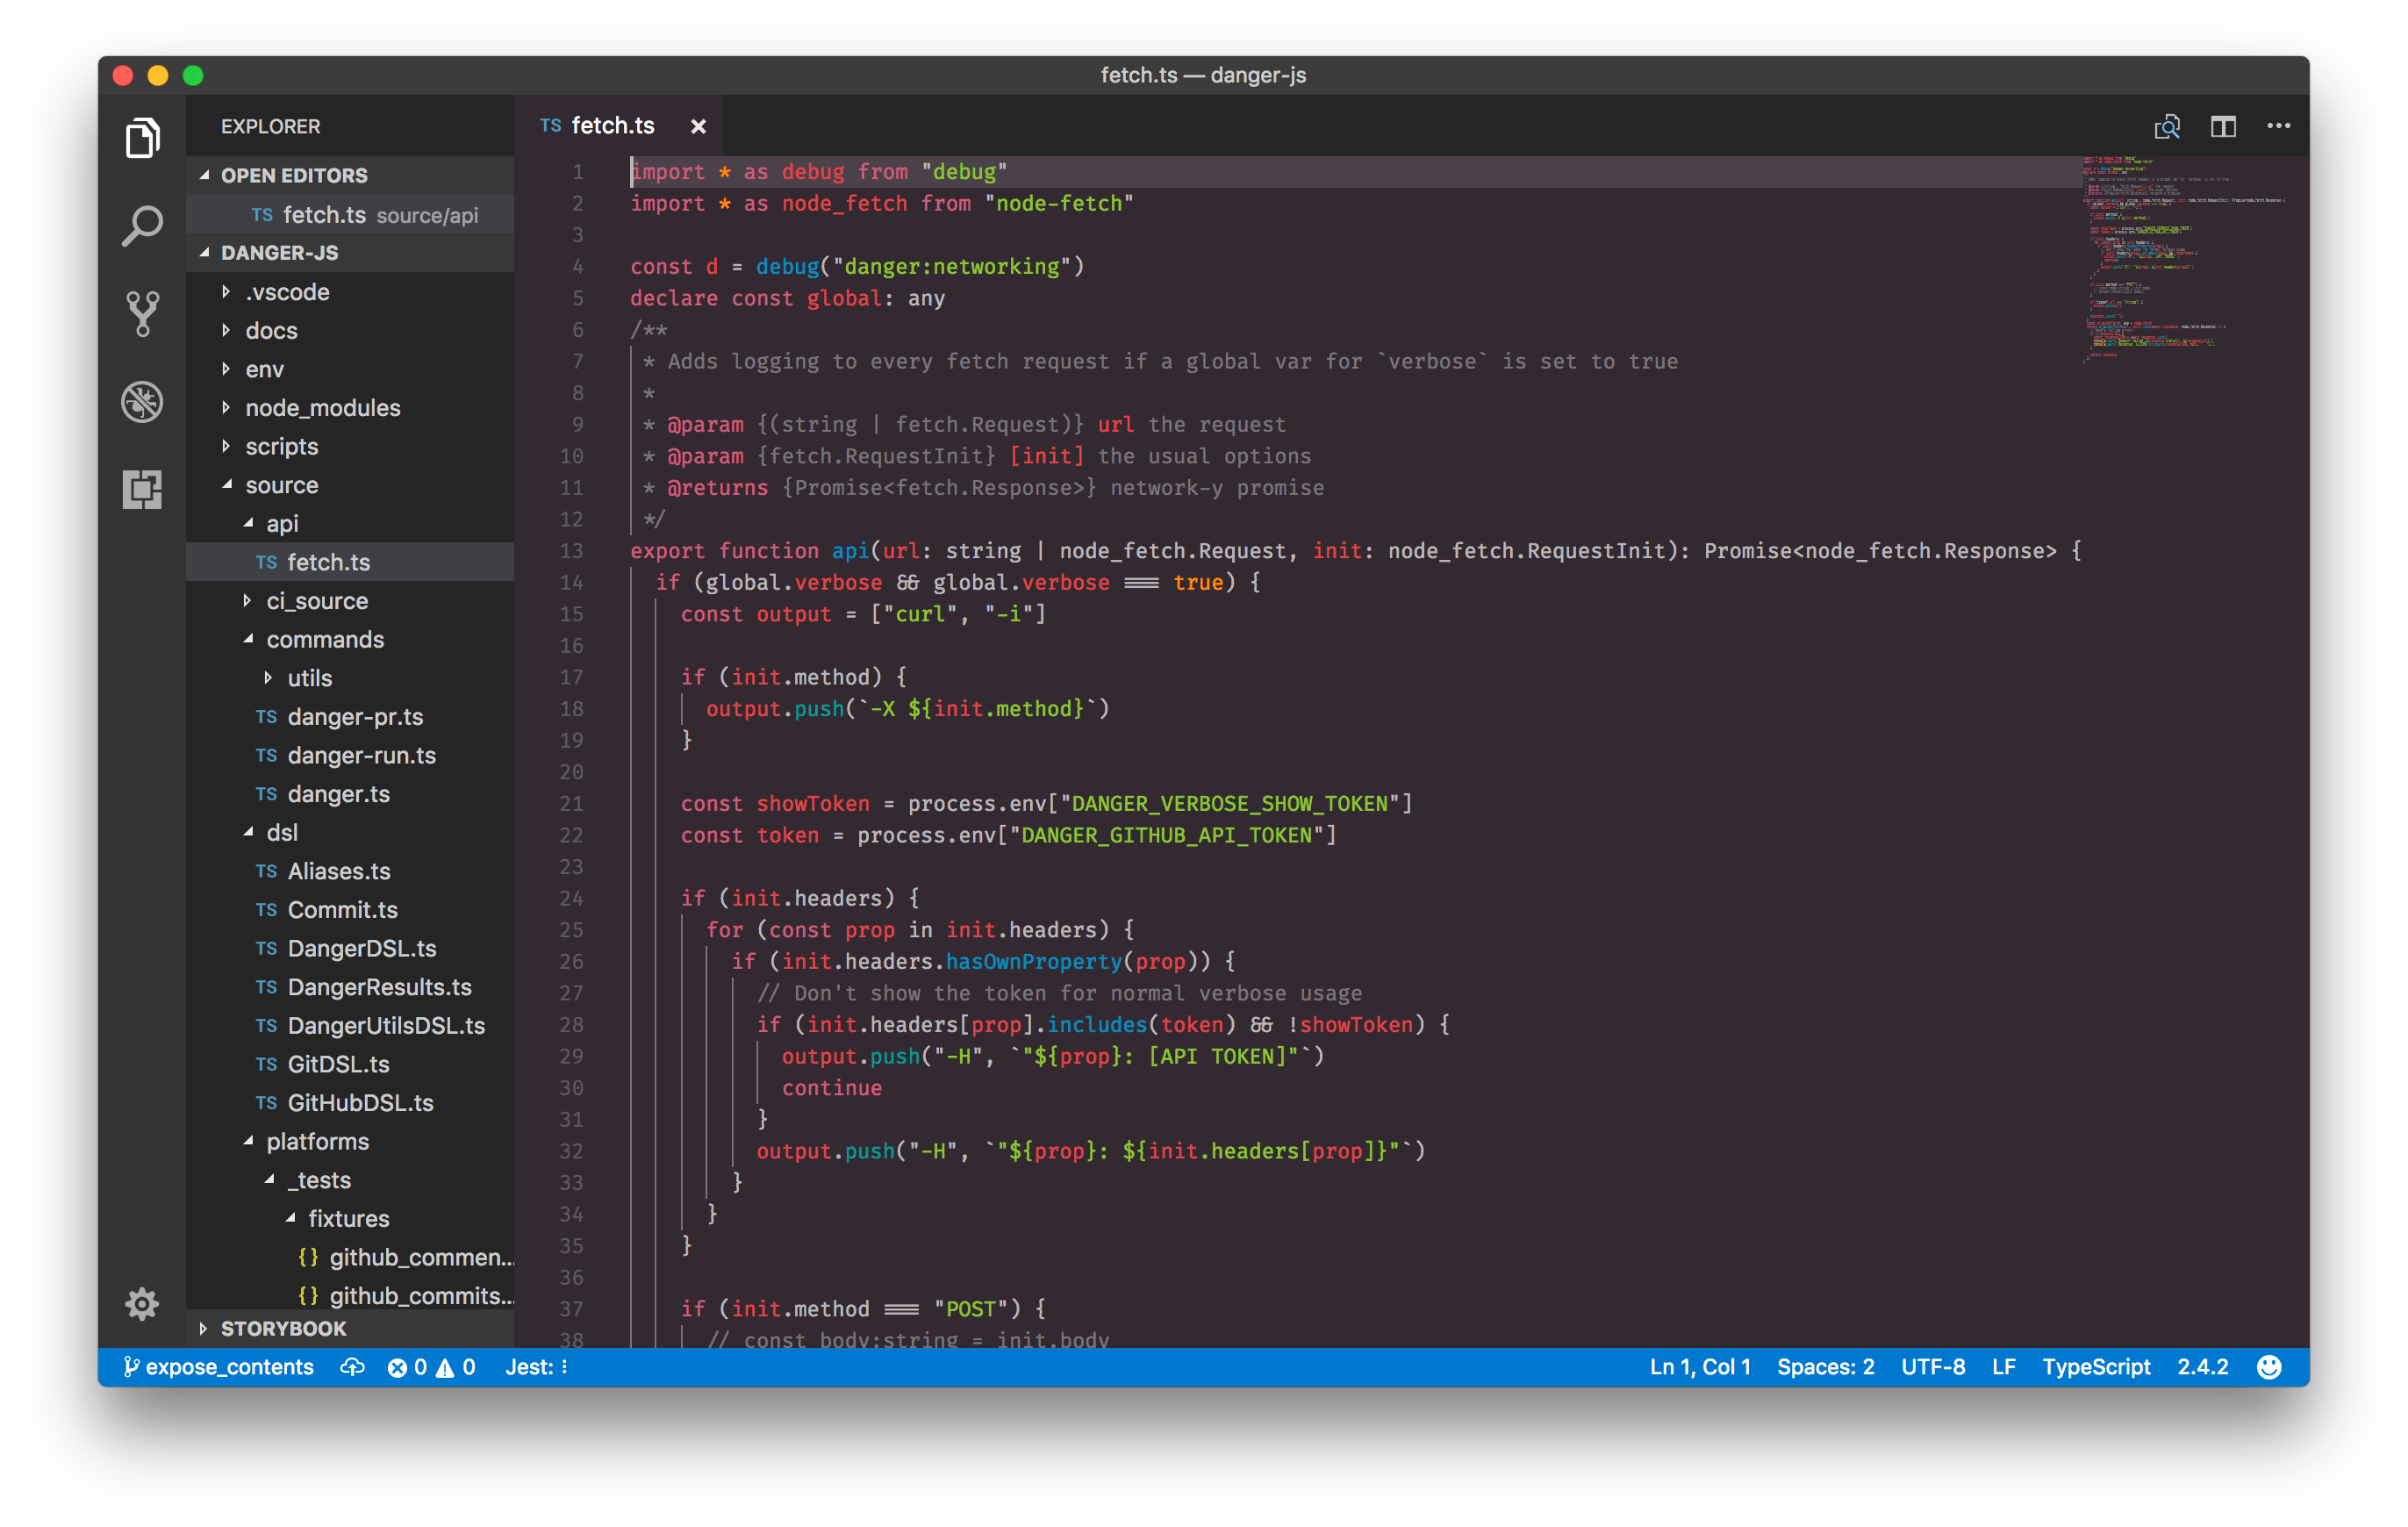 fetch.ts — danger-js
EXPLORER
OPEN EDITORS
TS fetch.ts source/api
DANGER-JS
.vscode
docs
env
node_modules
scripts
source
api
TS fetch.ts
ci_source
commands
utils
TS danger-pr.ts
TS danger-run.ts
TS danger.ts
dsl
TS Aliases.ts
TS Commit.ts
TS DangerDSL.ts
TS DangerResults.ts
TS DangerUtilsDSL.ts
TS GitDSL.ts
TS GitHubDSL.ts
platforms
_tests
fixtures
{} github_commen...
{} github_commits...
STORYBOOK
TS fetch.ts ×
1 import * as debug from "debug"
2 import * as node_fetch from "node-fetch"
3
4 const d = debug("danger:networking")
5 declare const global: any
6 /**
7 * Adds logging to every fetch request if a global var for `verbose` is set to true
8 *
9 * @param {(string | fetch.Request)} url the request
10 * @param {fetch.RequestInit} [init] the usual options
11 * @returns {Promise<fetch.Response>} network-y promise
12 */
13 export function api(url: string | node_fetch.Request, init: node_fetch.RequestInit): Promise<node_fetch.Response> {
14 if (global.verbose && global.verbose === true) {
15 const output = ["curl", "-i"]
16
17 if (init.method) {
18 output.push(`-X ${init.method}`)
19 }
20
21 const showToken = process.env["DANGER_VERBOSE_SHOW_TOKEN"]
22 const token = process.env["DANGER_GITHUB_API_TOKEN"]
23
24 if (init.headers) {
25 for (const prop in init.headers) {
26 if (init.headers.hasOwnProperty(prop)) {
27 // Don't show the token for normal verbose usage
28 if (init.headers[prop].includes(token) && !showToken) {
29 output.push("-H", `"${prop}: [API TOKEN]"`)
30 continue
31 }
32 output.push("-H", `"${prop}: ${init.headers[prop]}"`)
33 }
34 }
35 }
36
37 if (init.method === "POST") {
38 // const body:string = init.body
expose_contents 0 0 Jest: Ln 1, Col 1 Spaces: 2 UTF-8 LF TypeScript 2.4.2